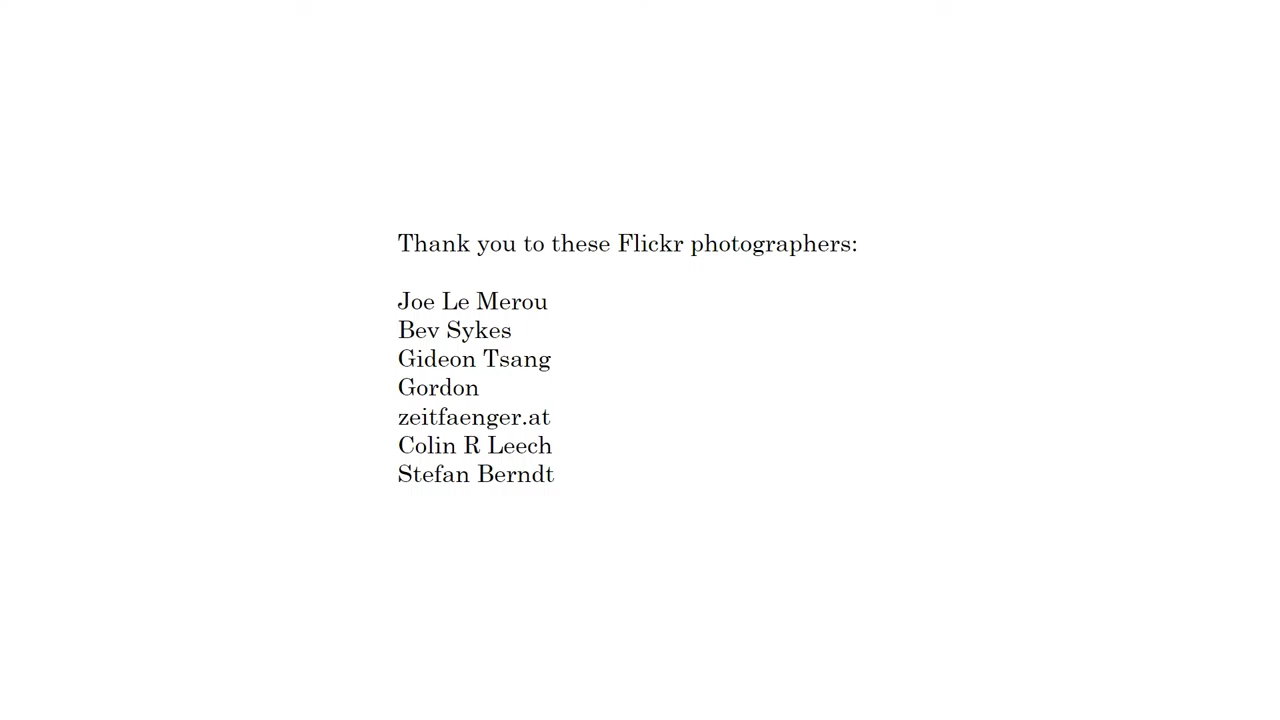 Thank you to these Flickr photographers:
Joe Le Merou
Bev Sykes
Gideon Tsang
Gordon
zeitfaenger.at
Colin R Leech
Stefan Berndt